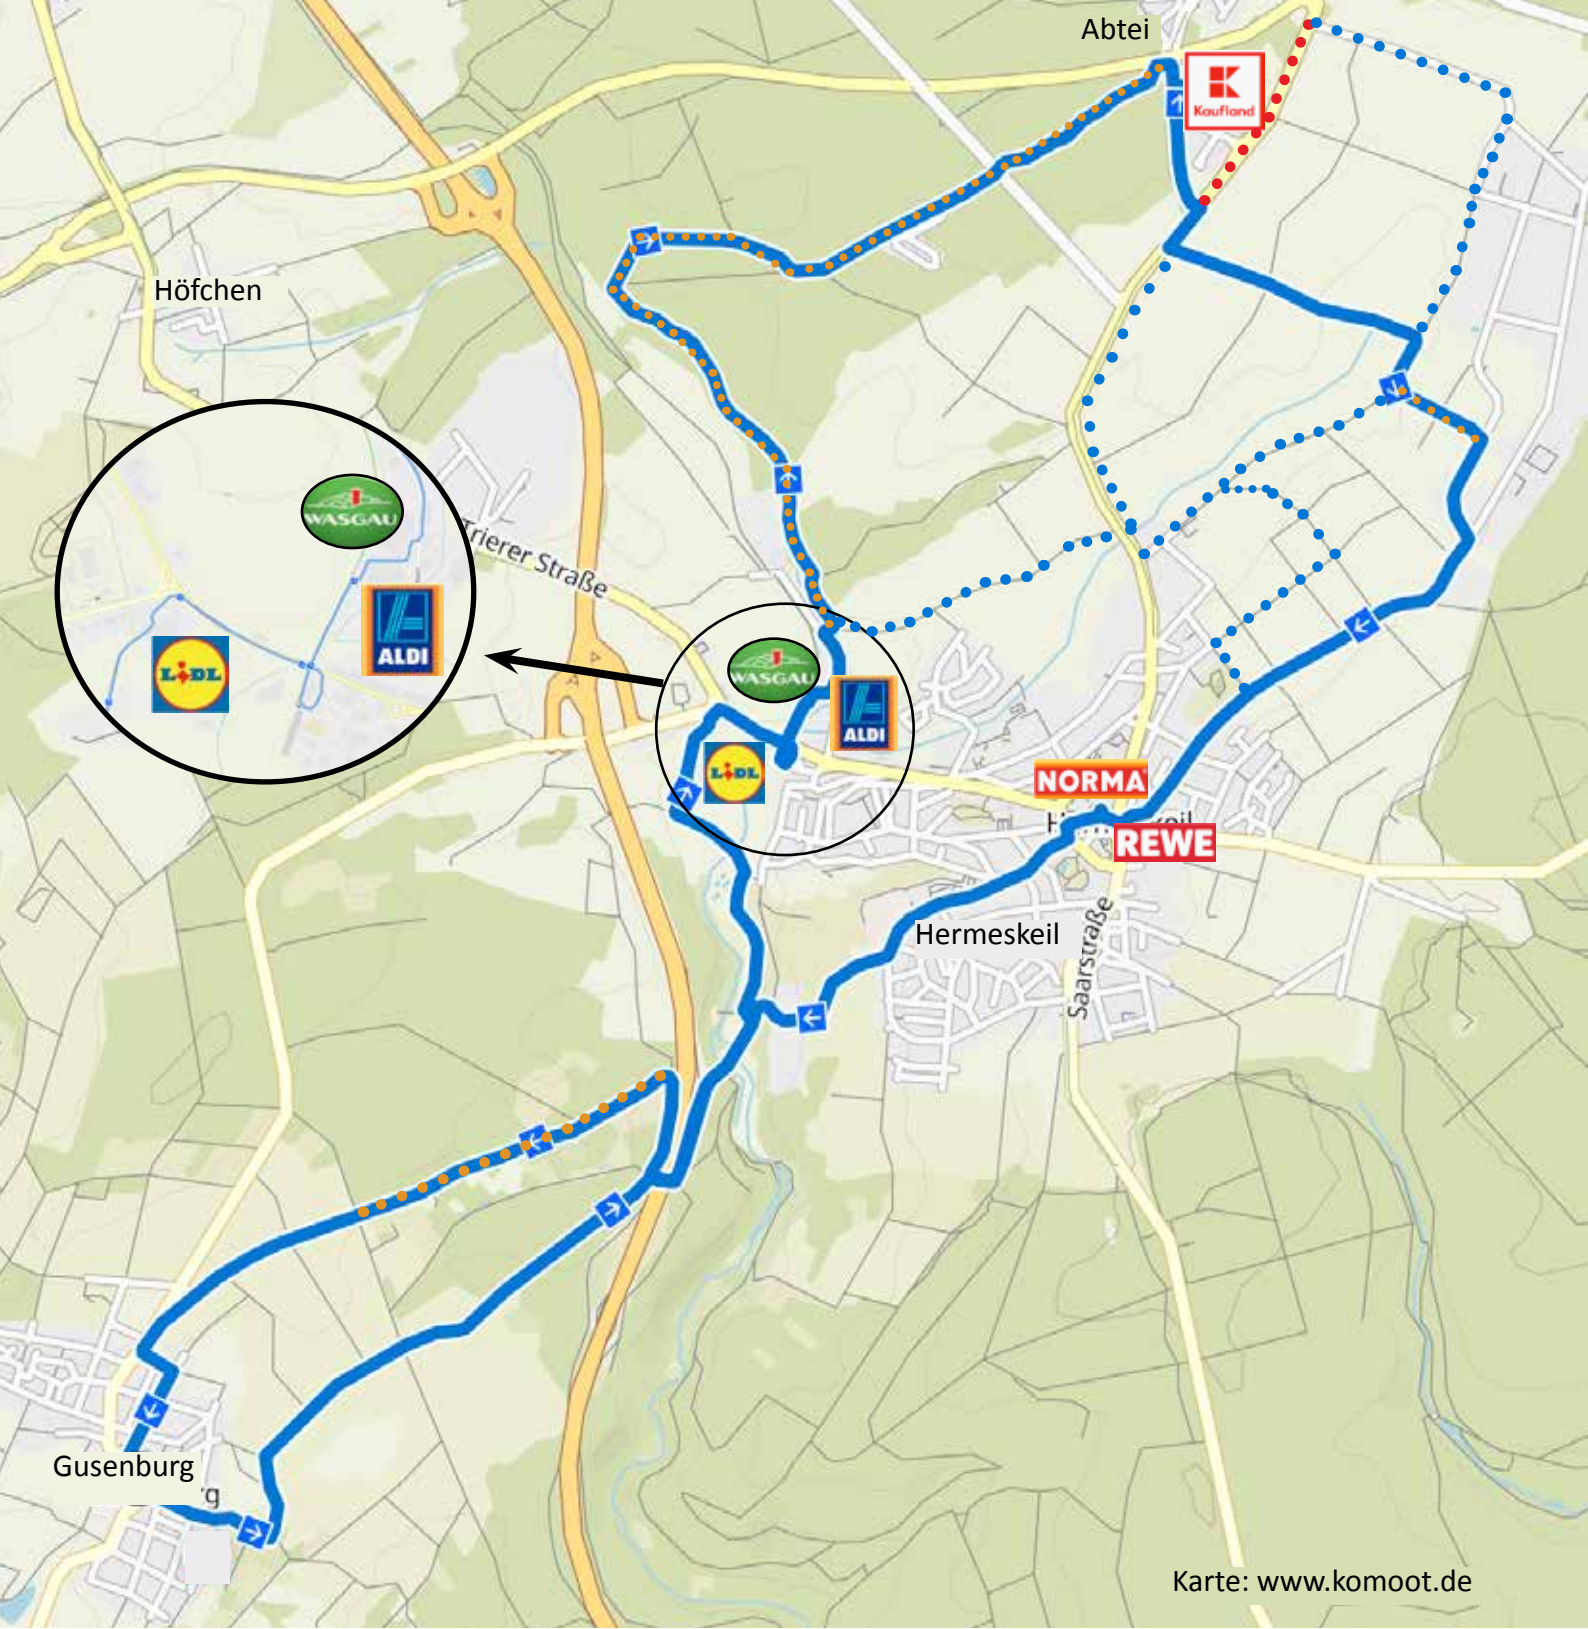 Abtei
K
Kaufland
Höfchen
WASGAU
Trierer Straße
LIDL
ALDI
WASGAU
ALDI
LIDL
NORMA
REWE
Hermeskeil
Saarstraße
Gusenburg
rg
Karte: www.komoot.de